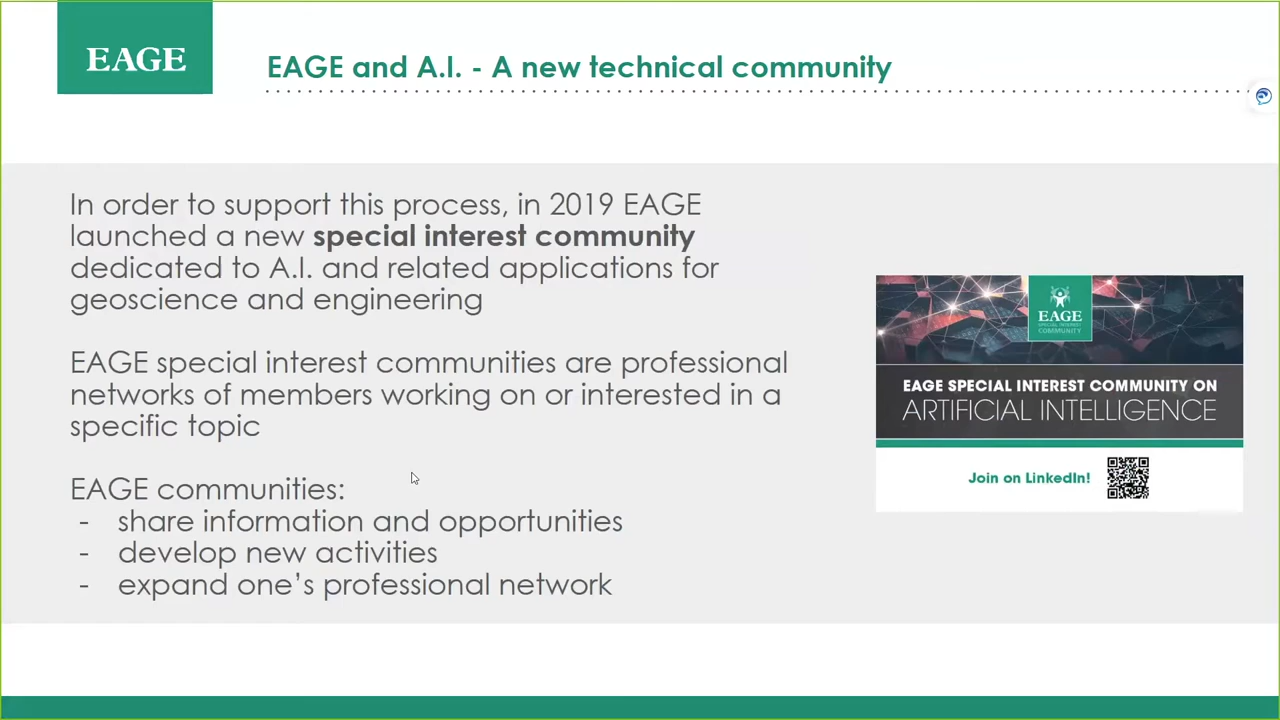 EAGE
EAGE and A.I. - A new technical community
In order to support this process, in 2019 EAGE
launched a new special interest community
dedicated to A.I. and related applications for
geoscience and engineering
EAGE special interest communities are professional
networks of members working on or interested in a
specific topic
EAGE communities:
- share information and opportunities
- develop new activities
- expand one’s professional network
EAGE
SPECIAL INTEREST
COMMUNITY
EAGE SPECIAL INTEREST COMMUNITY ON
ARTIFICIAL INTELLIGENCE
Join on LinkedIn!